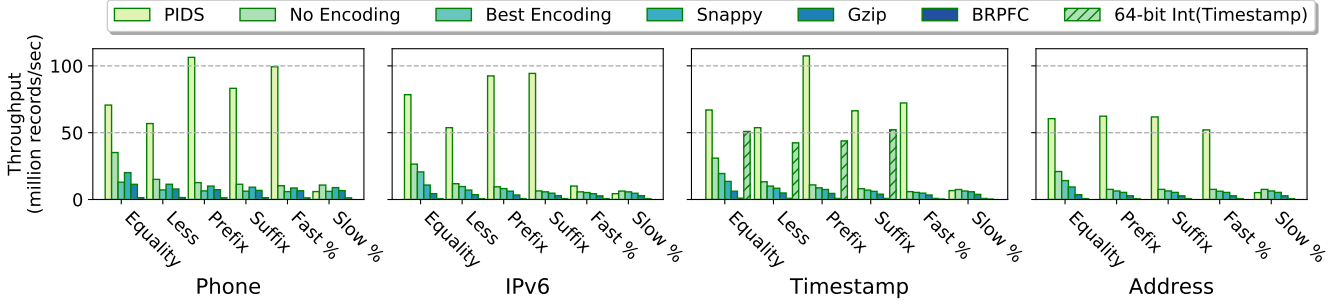 PIDS No Encoding Best Encoding Snappy Gzip BRPFC 64-bit Int(Timestamp)
Throughput
(million records/sec)
100
50
0
Equality Less Prefix Suffix Fast % Slow %
Equality Less Prefix Suffix Fast % Slow %
Equality Less Prefix Suffix Fast % Slow %
Equality Prefix Suffix Fast % Slow %
Phone IPv6 Timestamp Address